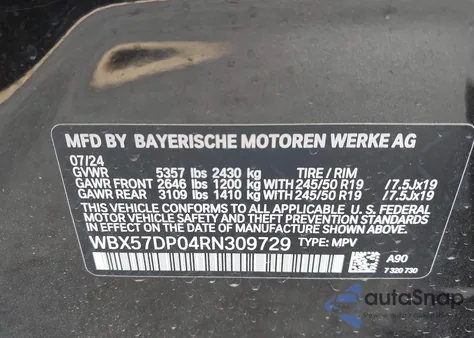 MFD BY BAYERISCHE MOTOREN WERKE AG
07/24
GVWR 5357 lbs 2430 kg TIRE / RIM
GAWR FRONT 2646 lbs 1200 kg WITH 245/50 R19 /7.5Jx19
GAWR REAR 3109 lbs 1410 kg WITH 245/50 R19 /7.5Jx19
THIS VEHICLE CONFORMS TO ALL APPLICABLE U.S. FEDERAL
MOTOR VEHICLE SAFETY, BUMPER, AND THEFT PREVENTION
STANDARDS IN EFFECT ON THE DATE OF MANUFACTURE SHOWN ABOVE.
WBX57DP04RN309729 TYPE: MPV
A90
7 320 730
autoSnap